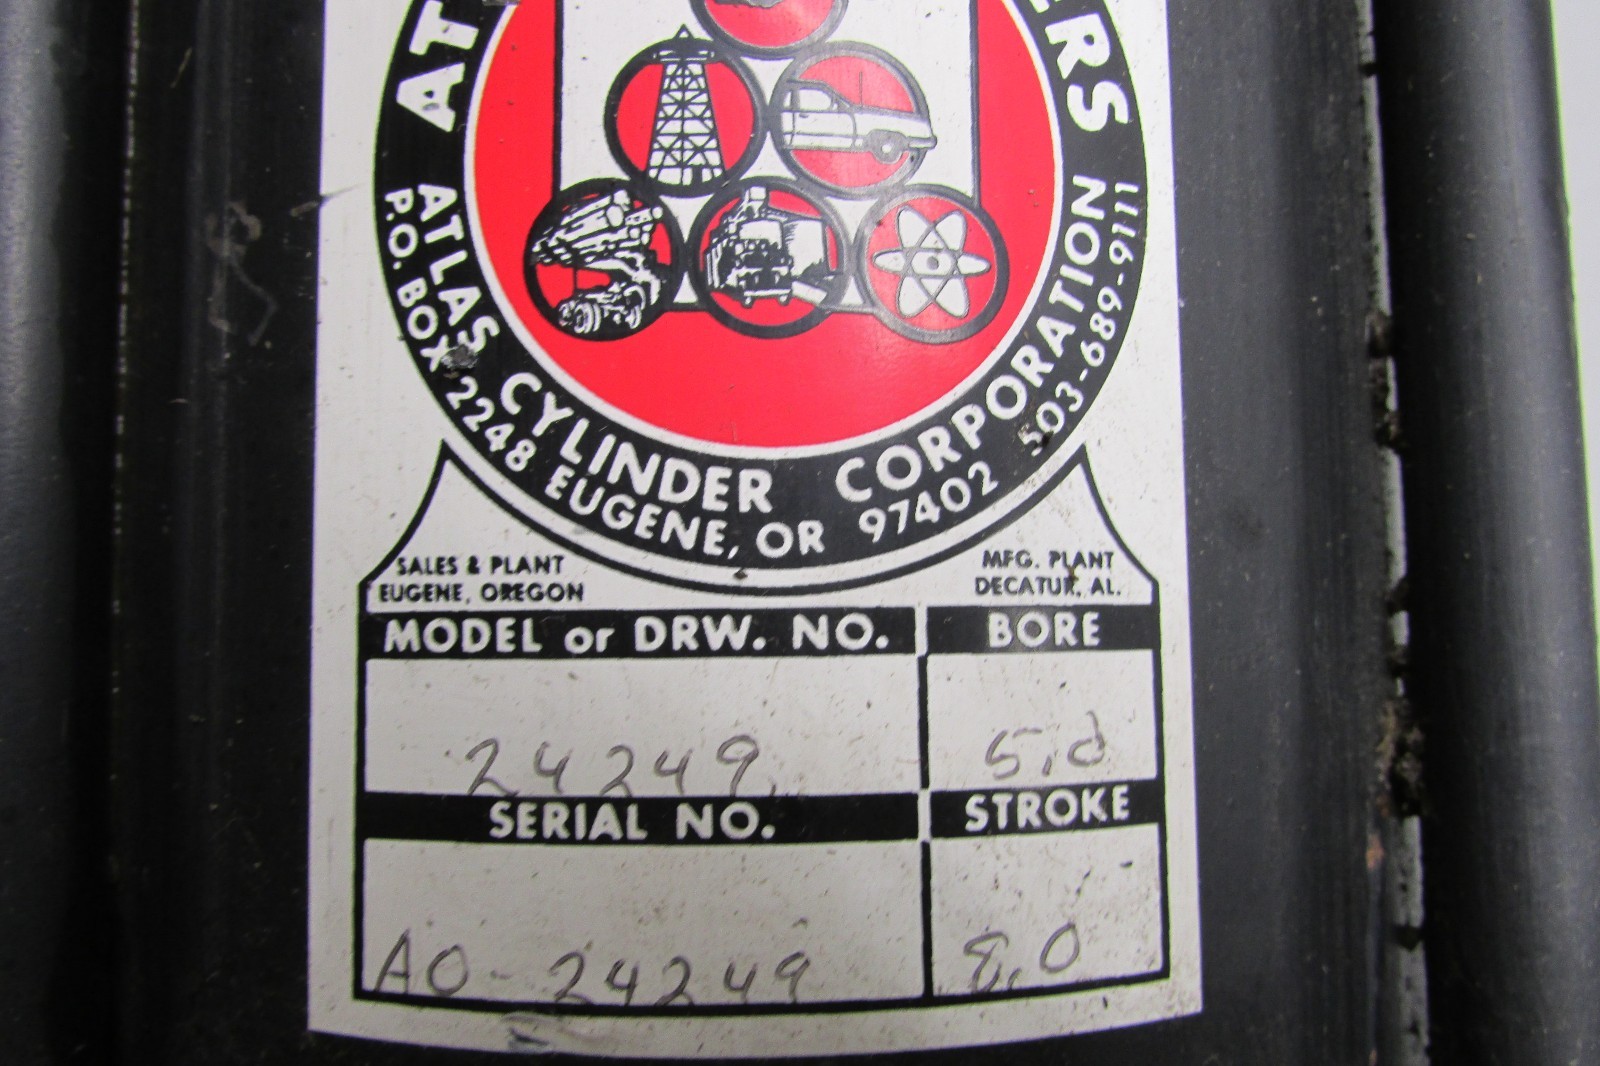 ATLAS CYLINDER CORPORATION
P.O. BOX 22248 EUGENE, OR 97402 503-689-9111
SALES & PLANT
EUGENE, OREGON
MFG. PLANT
DECATUR, AL.
MODEL or DRW. NO.
BORE
24249
5.0
SERIAL NO.
STROKE
AO-24249
8.0